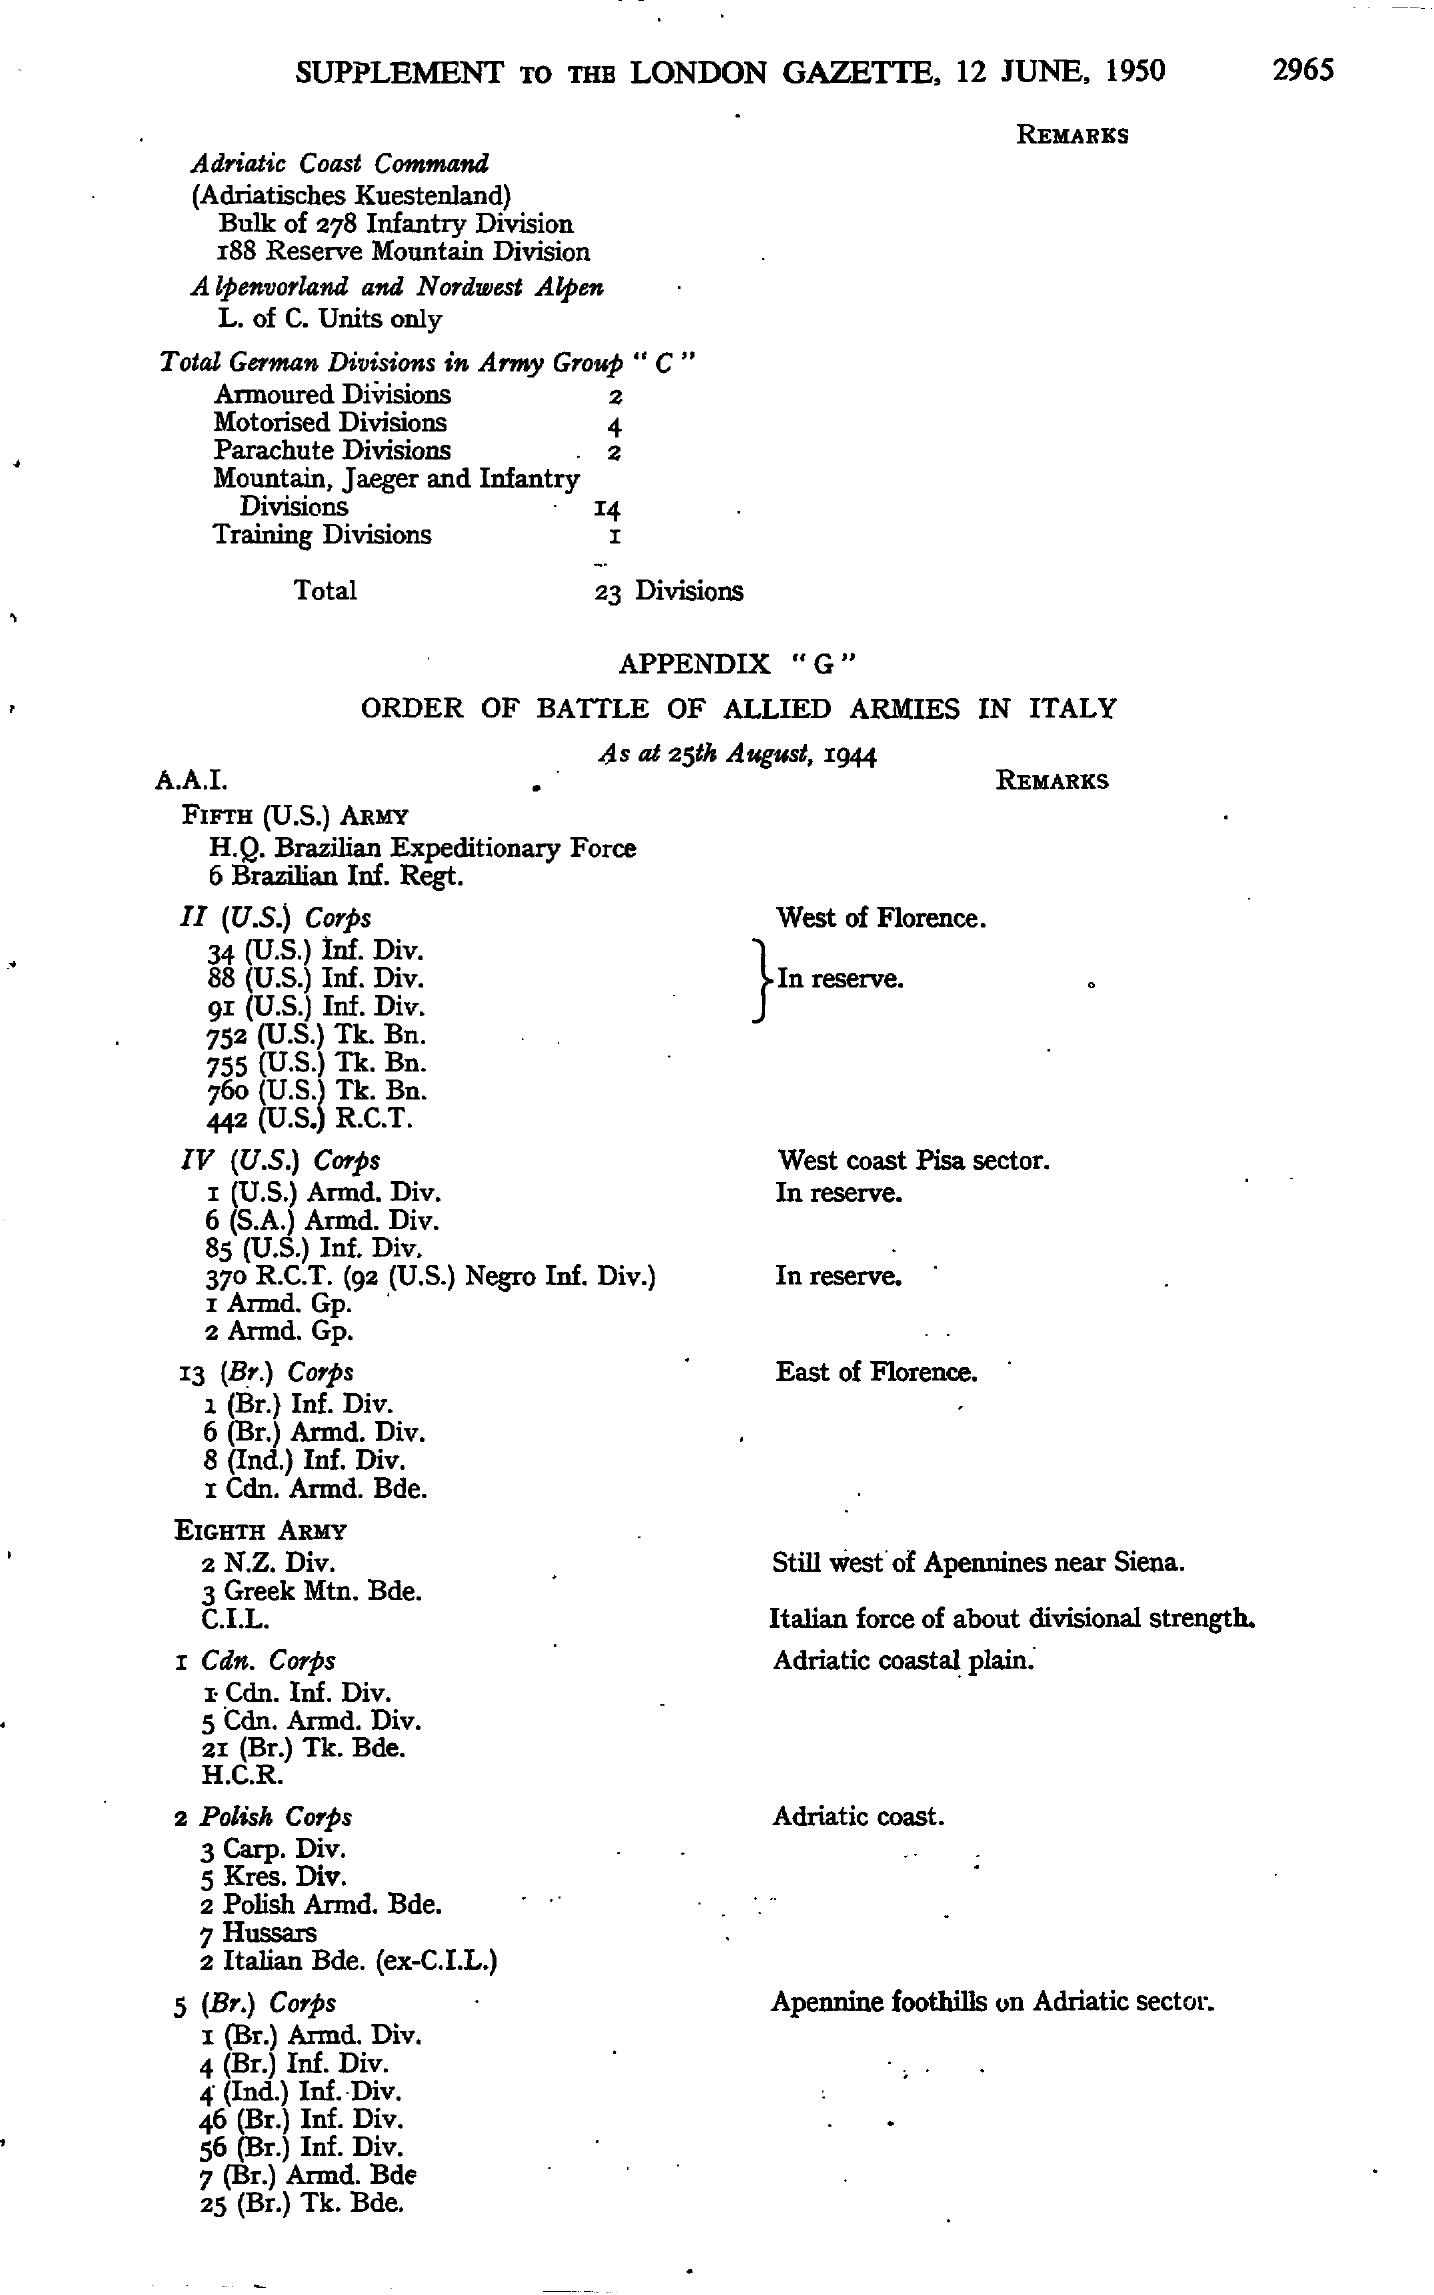 SUPPLEMENT TO THE LONDON GAZETTE, 12 JUNE, 1950 2965
REMARKS
Adriatic Coast Command
(Adriatisches Kuestenland)
Bulk of 278 Infantry Division
188 Reserve Mountain Division
Alpenvorland and Nordwest Alpen
L. of C. Units only
Total German Divisions in Army Group " C "
Armoured Divisions 2
Motorised Divisions 4
Parachute Divisions 2
Mountain, Jaeger and Infantry
Divisions 14
Training Divisions 1
Total 23 Divisions
APPENDIX " G "
ORDER OF BATTLE OF ALLIED ARMIES IN ITALY
As at 25th August, 1944
A.A.I. REMARKS
FIFTH (U.S.) ARMY
H.Q. Brazilian Expeditionary Force
6 Brazilian Inf. Regt.
II (U.S.) Corps West of Florence.
34 (U.S.) Inf. Div.
88 (U.S.) Inf. Div. In reserve.
91 (U.S.) Inf. Div.
752 (U.S.) Tk. Bn.
755 (U.S.) Tk. Bn.
760 (U.S.) Tk. Bn.
442 (U.S.) R.C.T.
IV (U.S.) Corps West coast Pisa sector.
1 (U.S.) Armd. Div. In reserve.
6 (S.A.) Armd. Div.
85 (U.S.) Inf. Div.
370 R.C.T. (92 (U.S.) Negro Inf. Div.) In reserve.
1 Armd. Gp.
2 Armd. Gp.
13 (Br.) Corps East of Florence.
1 (Br.) Inf. Div.
6 (Br.) Armd. Div.
8 (Ind.) Inf. Div.
1 Cdn. Armd. Bde.
EIGHTH ARMY
2 N.Z. Div. Still west of Apennines near Siena.
3 Greek Mtn. Bde.
C.I.L. Italian force of about divisional strength.
1 Cdn. Corps Adriatic coastal plain.
1 Cdn. Inf. Div.
5 Cdn. Armd. Div.
21 (Br.) Tk. Bde.
H.C.R.
2 Polish Corps Adriatic coast.
3 Carp. Div.
5 Kres. Div.
2 Polish Armd. Bde.
7 Hussars
2 Italian Bde. (ex-C.I.L.)
5 (Br.) Corps Apennine foothills on Adriatic sector.
1 (Br.) Armd. Div.
4 (Br.) Inf. Div.
4 (Ind.) Inf. Div.
46 (Br.) Inf. Div.
56 (Br.) Inf. Div.
7 (Br.) Armd. Bde
25 (Br.) Tk. Bde.